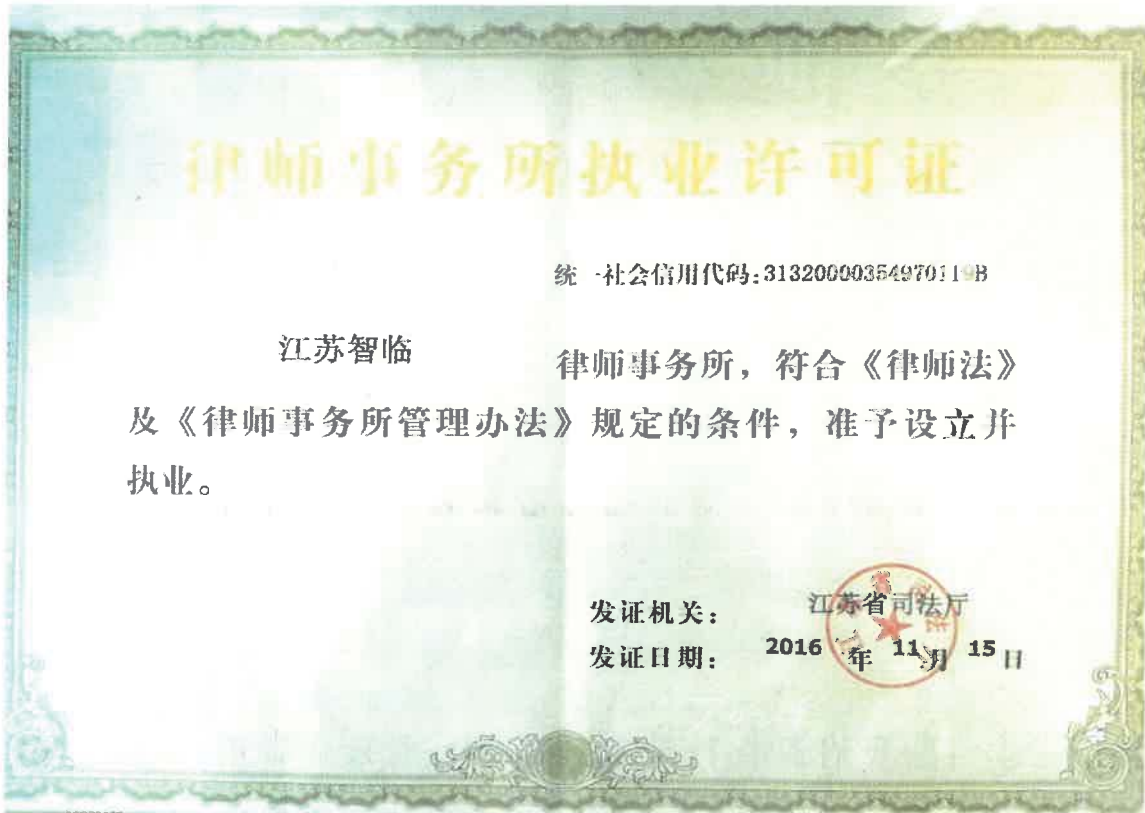 律师事务所执业许可证
统一社会信用代码:31320000354970119B
江苏智临 律师事务所，符合《律师法》
及《律师事务所管理办法》规定的条件，准予设立并
执业。
发证机关： 江苏省司法厅
发证日期： 2016 年 11 月 15 日